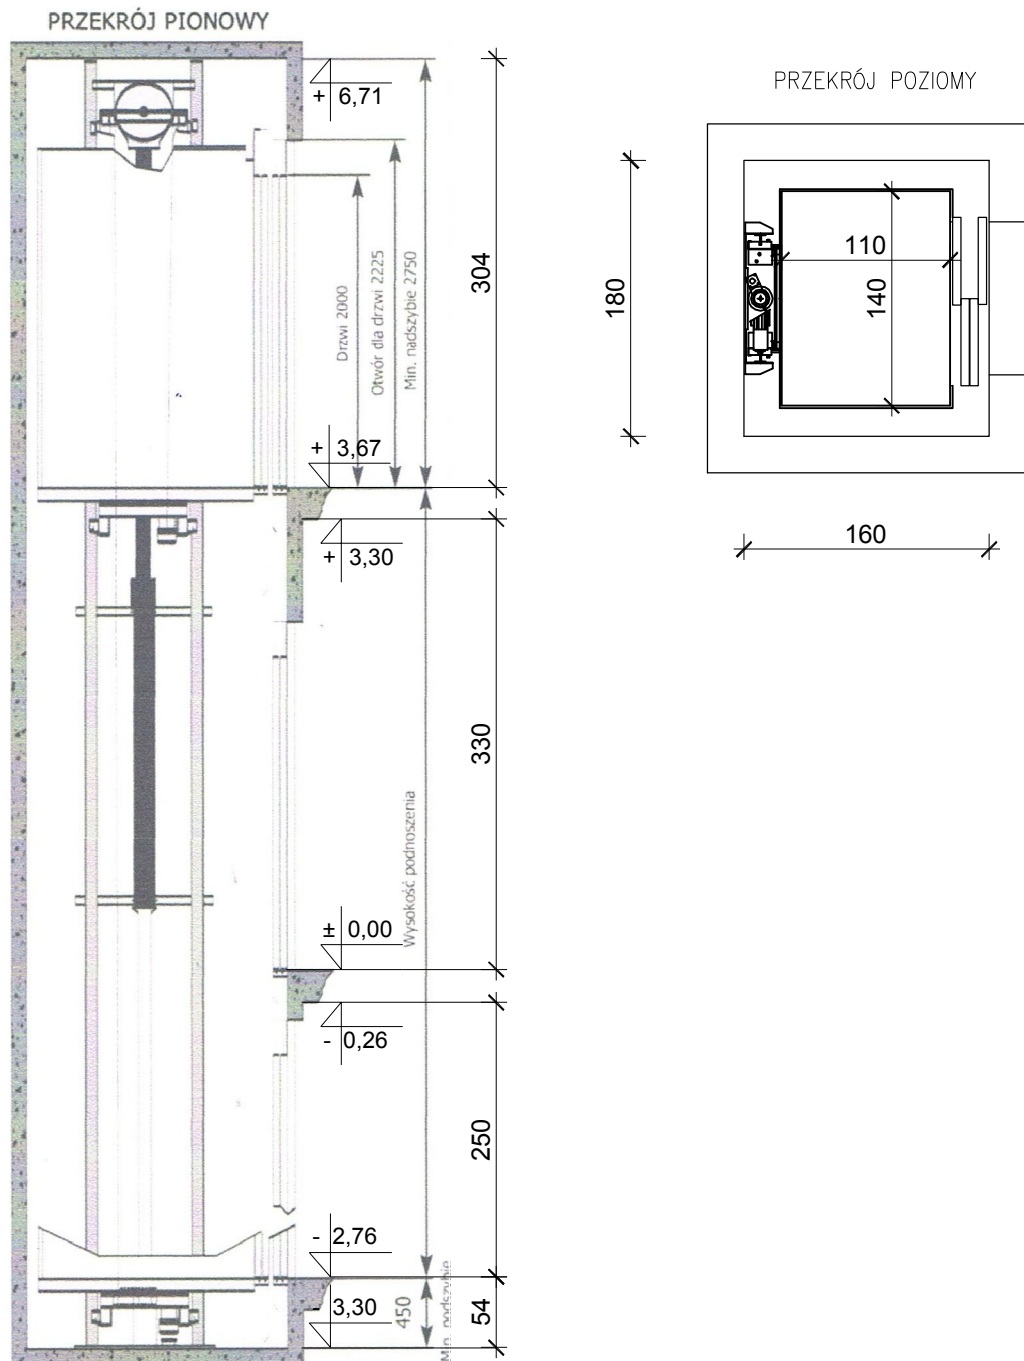 PRZEKRÓJ PIONOWY
+ 6,71
304
Drzwi 2000
Otwór dla drzwi 2225
Min. nadszybie 2750
+ 3,67
+ 3,30
330
Wysokość podnoszenia
± 0,00
- 0,26
250
- 2,76
3,30
450
Min. podszybie
54
PRZEKRÓJ POZIOMY
180
110
140
160